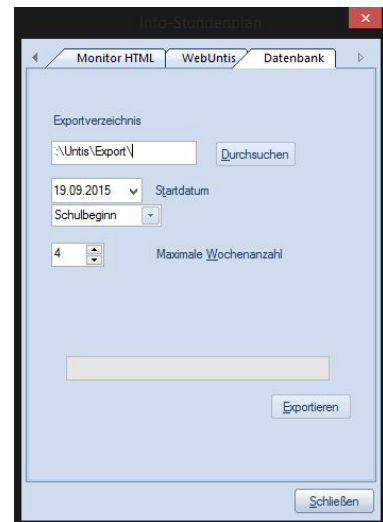 Info-Stundenplan
Monitor HTML WebUntis Datenbank
Exportverzeichnis
:\Untis\Export\ Durchsuchen
19.09.2015 Startdatum
Schulbeginn
4 Maximale Wochenanzahl
Exportieren
Schließen